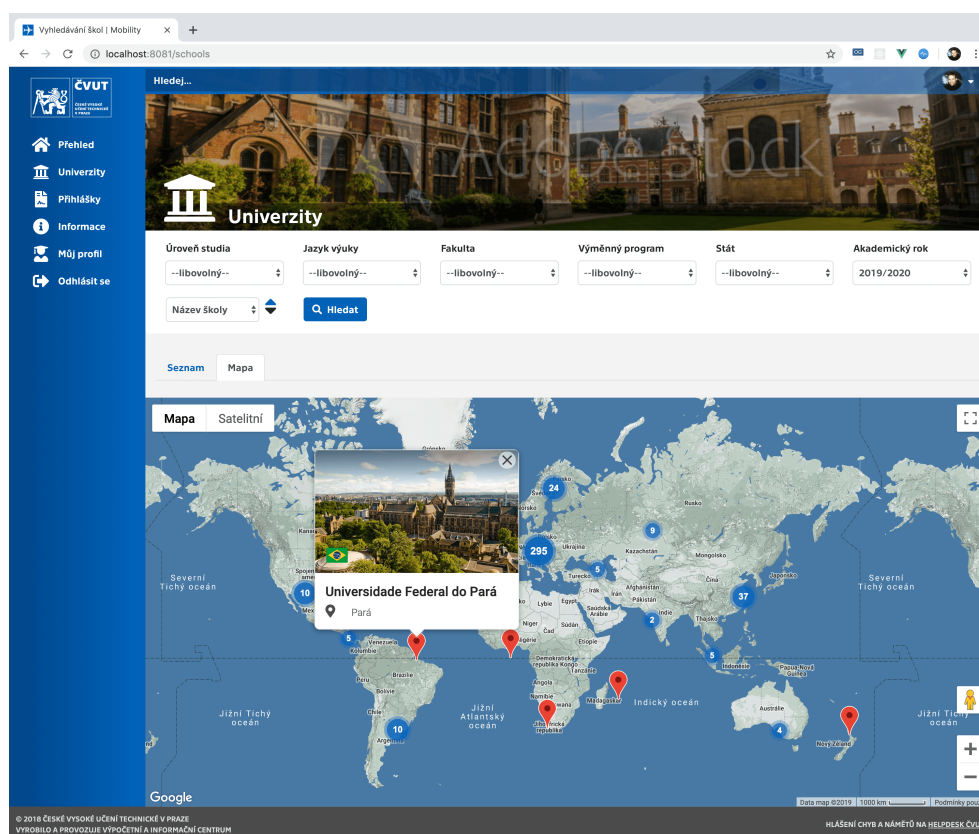 Vyhledávání škol | Mobility
localhost:8081/schools
ČVUT
ČESKÉ VYSOKÉ
UČENÍ TECHNICKÉ
V PRAZE
Hledej...
Přehled
Univerzity
Přihlášky
Informace
Můj profil
Odhlásit se
Adobe Stock
Univerzity
Úroveň studia
Jazyk výuky
Fakulta
Výměnný program
Stát
Akademický rok
--libovolný--
--libovolný--
--libovolný--
--libovolný--
--libovolný--
2019/2020
Název školy
Hledat
Seznam
Mapa
Mapa
Satelitní
Grónsko
24
Rusko
9
295
Ukrajina
Kazachstán
Mongolsko
Turecko
5
Irák
Írán
Afghánistán
Pákistán
Čína
Japonsko
37
Severní
Tichý oceán
Severní
Tichý oceán
10
Universidade Federal do Pará
Pará
Lybie
Egypt
Saúdská
Arábie
2
Indie
Thajsko
Niger
Čad
Súdán
Etiopie
5
Venezuela
Kolumbie
5
Indonésie
Papua-Nová
Guinea
Demokratická
republika Kongo
Tanzanie
Peru
Brazílie
Bolívie
Angola
Namibie
Madagaskar
Indický oceán
Chile
Jižní Tichý
oceán
Jižní
Atlantský
oceán
Jihoafrická
republika
Austrálie
10
4
Argentina
Nový Zéland
Google
Data map ©2019
1000 km
© 2018 ČESKÉ VYSOKÉ UČENÍ TECHNICKÉ V PRAZE
VYROBILO A PROVOZUJE VÝPOČETNÍ A INFORMAČNÍ CENTRUM
HLÁŠENÍ CHYB A NÁMĚTŮ NA HELPDESK ČVU